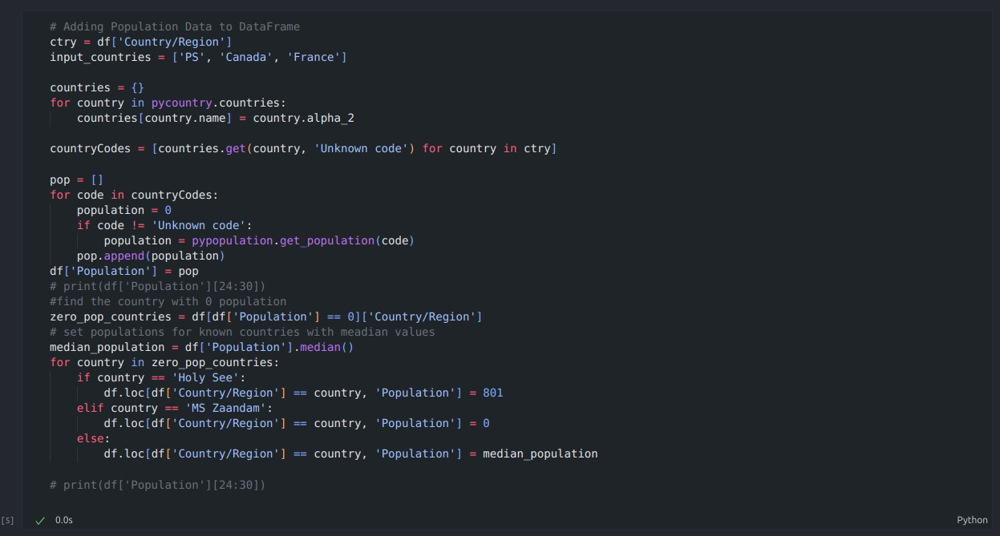 # Adding Population Data to DataFrame
ctry = df['Country/Region']
input_countries = ['PS', 'Canada', 'France']

countries = {}
for country in pycountry.countries:
    countries[country.name] = country.alpha_2

countryCodes = [countries.get(country, 'Unknown code') for country in ctry]

pop = []
for code in countryCodes:
    population = 0
    if code != 'Unknown code':
        population = pypopulation.get_population(code)
    pop.append(population)
df['Population'] = pop
# print(df['Population'][24:30])
#find the country with 0 population
zero_pop_countries = df[df['Population'] == 0]['Country/Region']
# set populations for known countries with meadian values
median_population = df['Population'].median()
for country in zero_pop_countries:
    if country == 'Holy See':
        df.loc[df['Country/Region'] == country, 'Population'] = 801
    elif country == 'MS Zaandam':
        df.loc[df['Country/Region'] == country, 'Population'] = 0
    else:
        df.loc[df['Country/Region'] == country, 'Population'] = median_population

# print(df['Population'][24:30])
[5] ✓ 0.0s Python